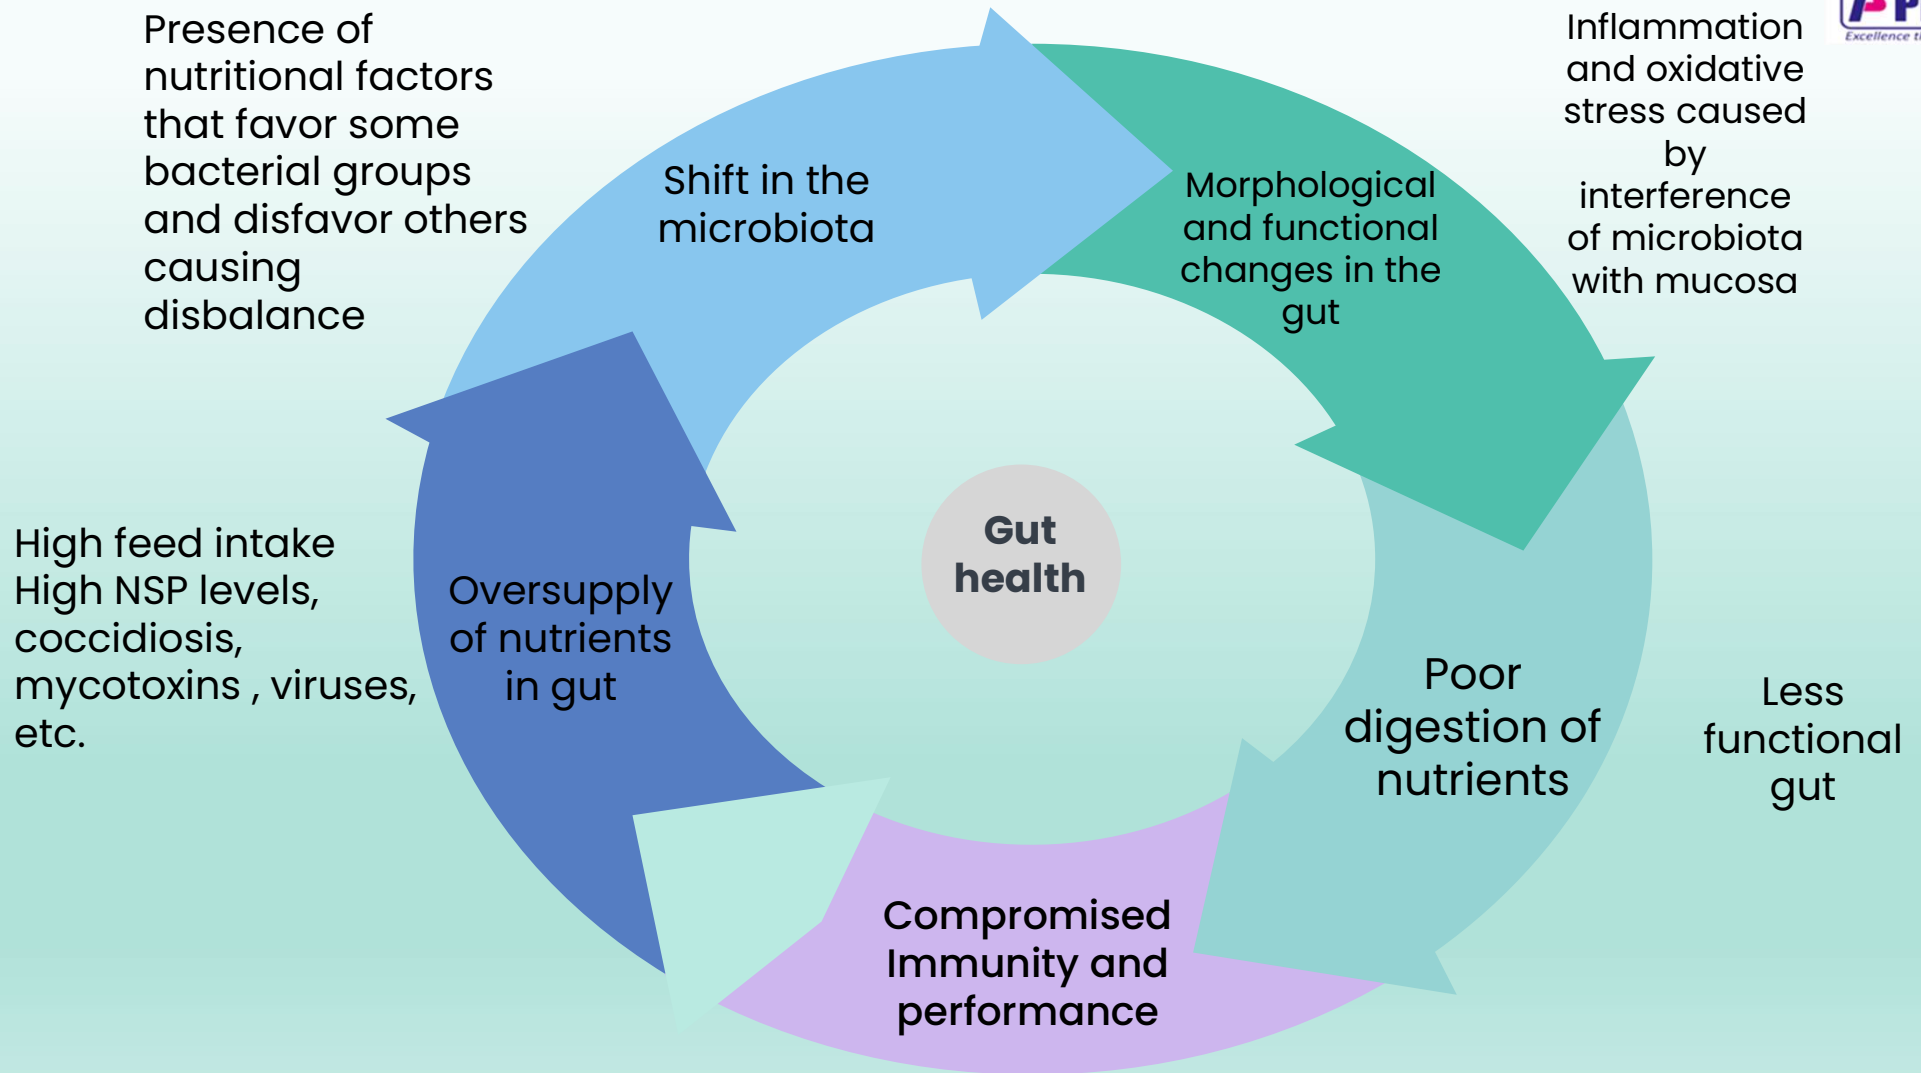 Presence of
nutritional factors
that favor some
bacterial groups
and disfavor others
causing
disbalance
Shift in the
microbiota
Morphological
and functional
changes in the
gut
Inflammation
and oxidative
stress caused
by
interference
of microbiota
with mucosa
High feed intake
High NSP levels,
coccidiosis,
mycotoxins , viruses,
etc.
Oversupply
of nutrients
in gut
Gut
health
Poor
digestion of
nutrients
Less
functional
gut
Compromised
Immunity and
performance
Excellence